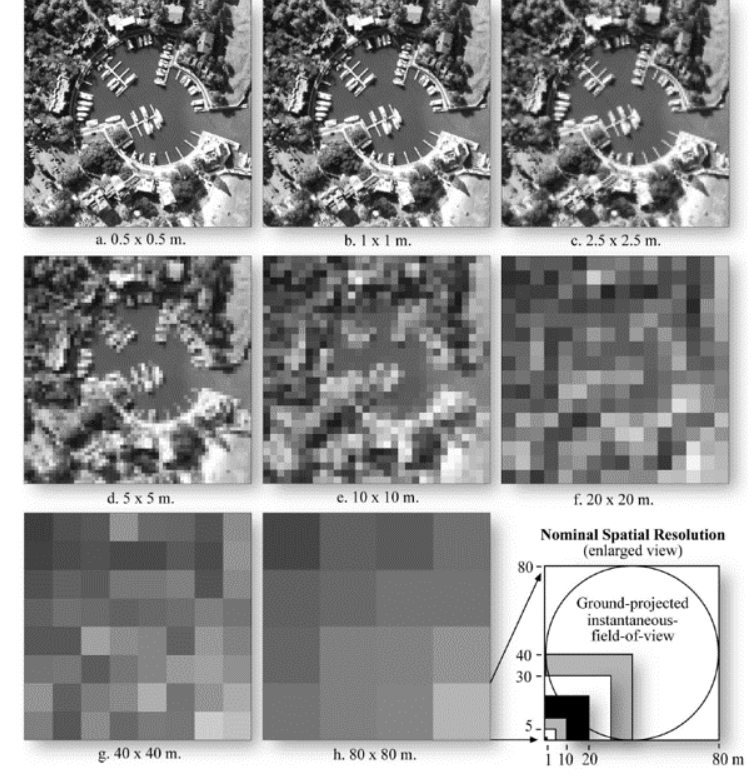 a. 0.5 x 0.5 m.
b. 1 x 1 m.
c. 2.5 x 2.5 m.
d. 5 x 5 m.
e. 10 x 10 m.
f. 20 x 20 m.
g. 40 x 40 m.
h. 80 x 80 m.
Nominal Spatial Resolution
(enlarged view)
80
Ground-projected
instantaneous-
field-of-view
40
30
5
1 10 20 80 m